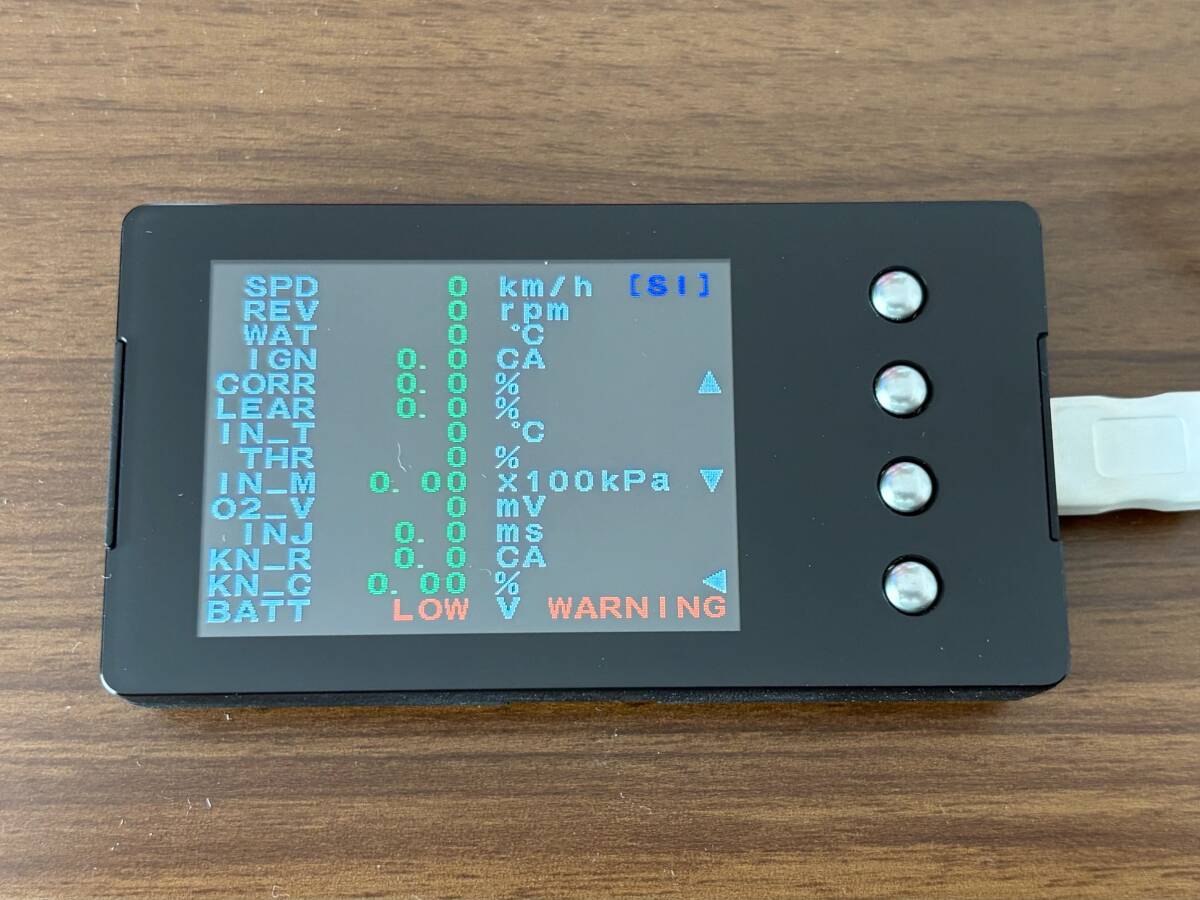 SPD 0 km/h [SI]
REV 0 rpm
WAT 0 ℃
IGN 0.0 CA
CORR 0.0 % ▲
LEAR 0.0 %
IN_T 0 ℃
THR 0 %
IN_M 0.00 x100kPa ▼
O2_V 0 mV
INJ 0.0 ms
KN_R 0.0 CA
KN_C 0.00 % ◀
BATT LOW V WARNING